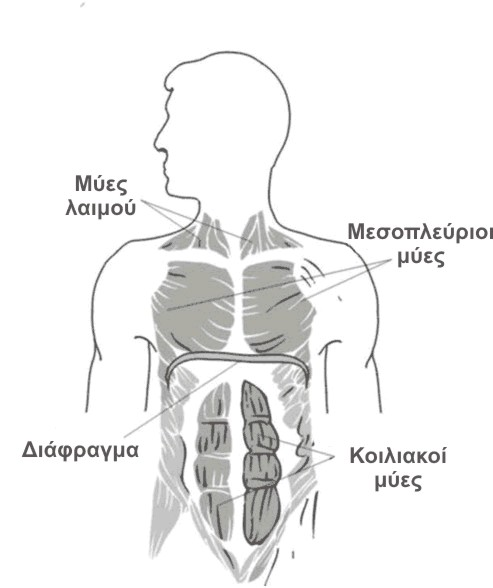 Μύες
λαιμού
Μεσοπλεύριοι
μύες
Διάφραγμα
Κοιλιακοί
μύες